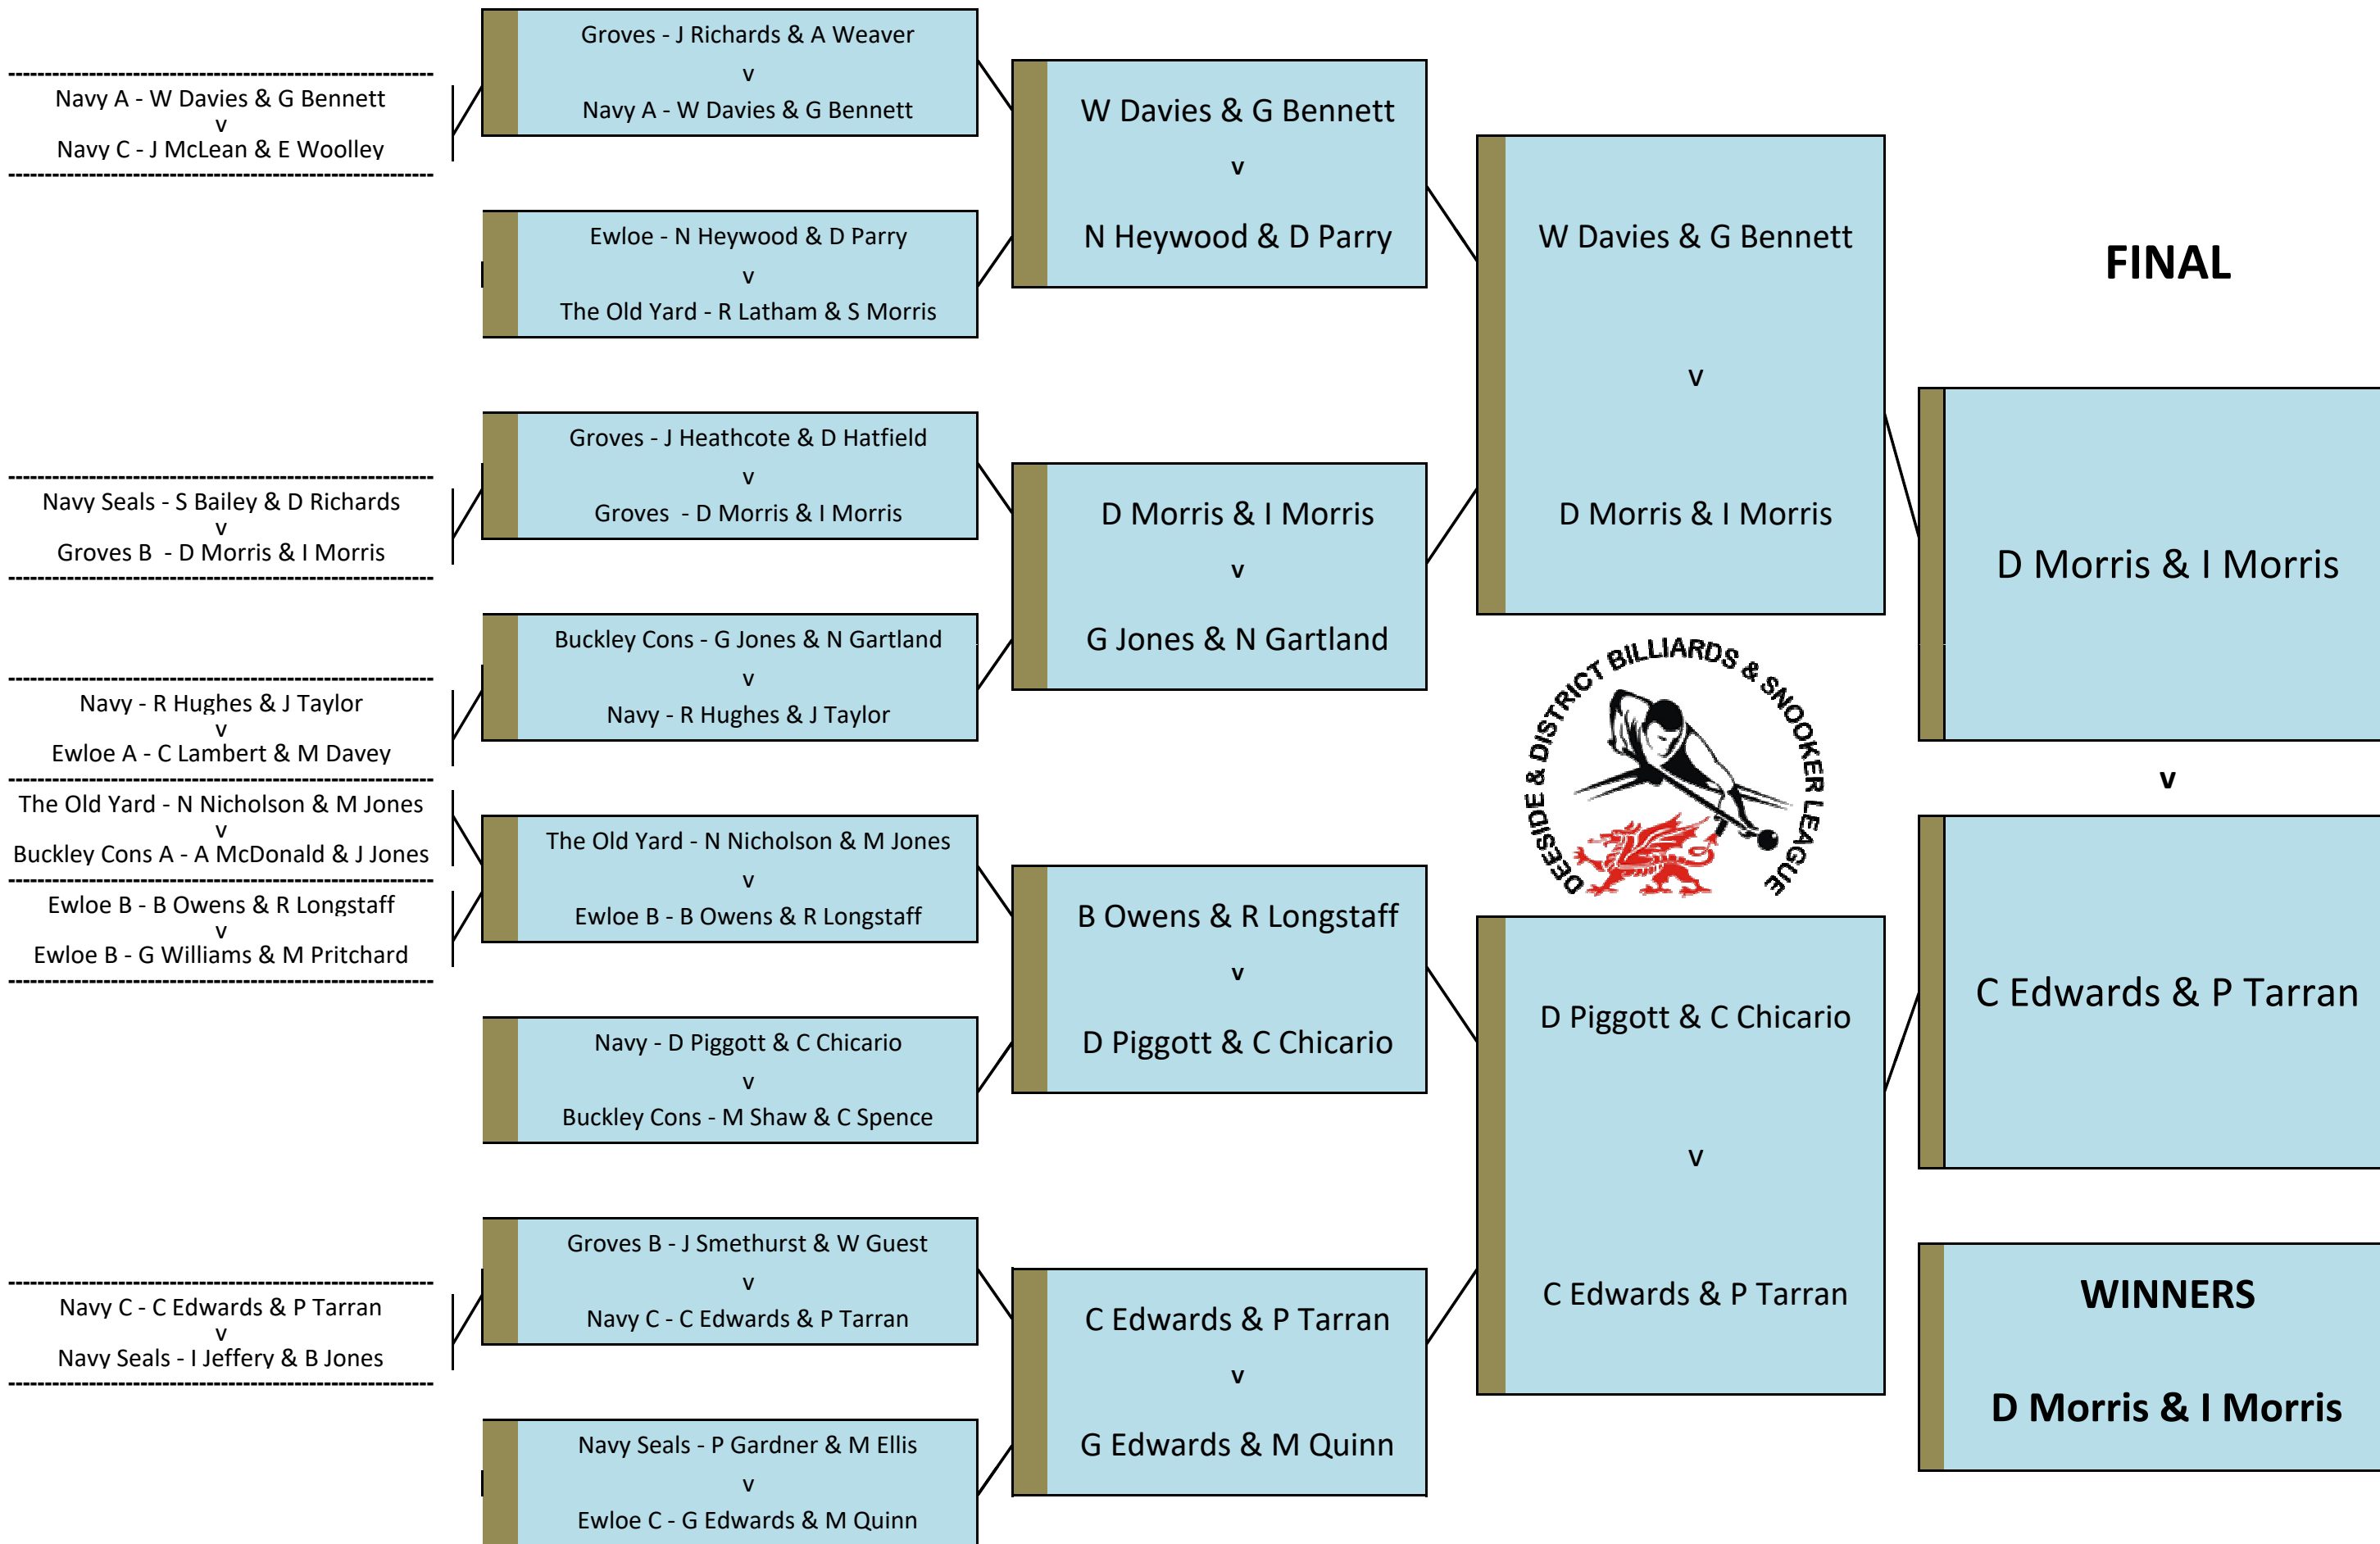 Navy A - W Davies & G Bennett
v
Navy C - J McLean & E Woolley
Navy Seals - S Bailey & D Richards
v
Groves B  - D Morris & I Morris
Navy - R Hughes & J Taylor
v
Ewloe A - C Lambert & M Davey
The Old Yard - N Nicholson & M Jones
v
Buckley Cons A - A McDonald & J Jones
Ewloe B - B Owens & R Longstaff
v
Ewloe B - G Williams & M Pritchard
Navy C - C Edwards & P Tarran
v
Navy Seals - I Jeffery & B Jones
Groves - J Richards & A Weaver
v
Navy A - W Davies & G Bennett
Ewloe - N Heywood & D Parry
v
The Old Yard - R Latham & S Morris
Groves - J Heathcote & D Hatfield
v
Groves  - D Morris & I Morris
Buckley Cons - G Jones & N Gartland
v
Navy - R Hughes & J Taylor
The Old Yard - N Nicholson & M Jones
v
Ewloe B - B Owens & R Longstaff
Navy - D Piggott & C Chicario
v
Buckley Cons - M Shaw & C Spence
Groves B - J Smethurst & W Guest
v
Navy C - C Edwards & P Tarran
Navy Seals - P Gardner & M Ellis
v
Ewloe C - G Edwards & M Quinn
W Davies & G Bennett
v
N Heywood & D Parry
D Morris & I Morris
v
G Jones & N Gartland
B Owens & R Longstaff
v
D Piggott & C Chicario
C Edwards & P Tarran
v
G Edwards & M Quinn
W Davies & G Bennett
v
D Morris & I Morris
DEESIDE & DISTRICT BILLIARDS & SNOOKER LEAGUE
D Piggott & C Chicario
v
C Edwards & P Tarran
FINAL
D Morris & I Morris
v
C Edwards & P Tarran
WINNERS
D Morris & I Morris